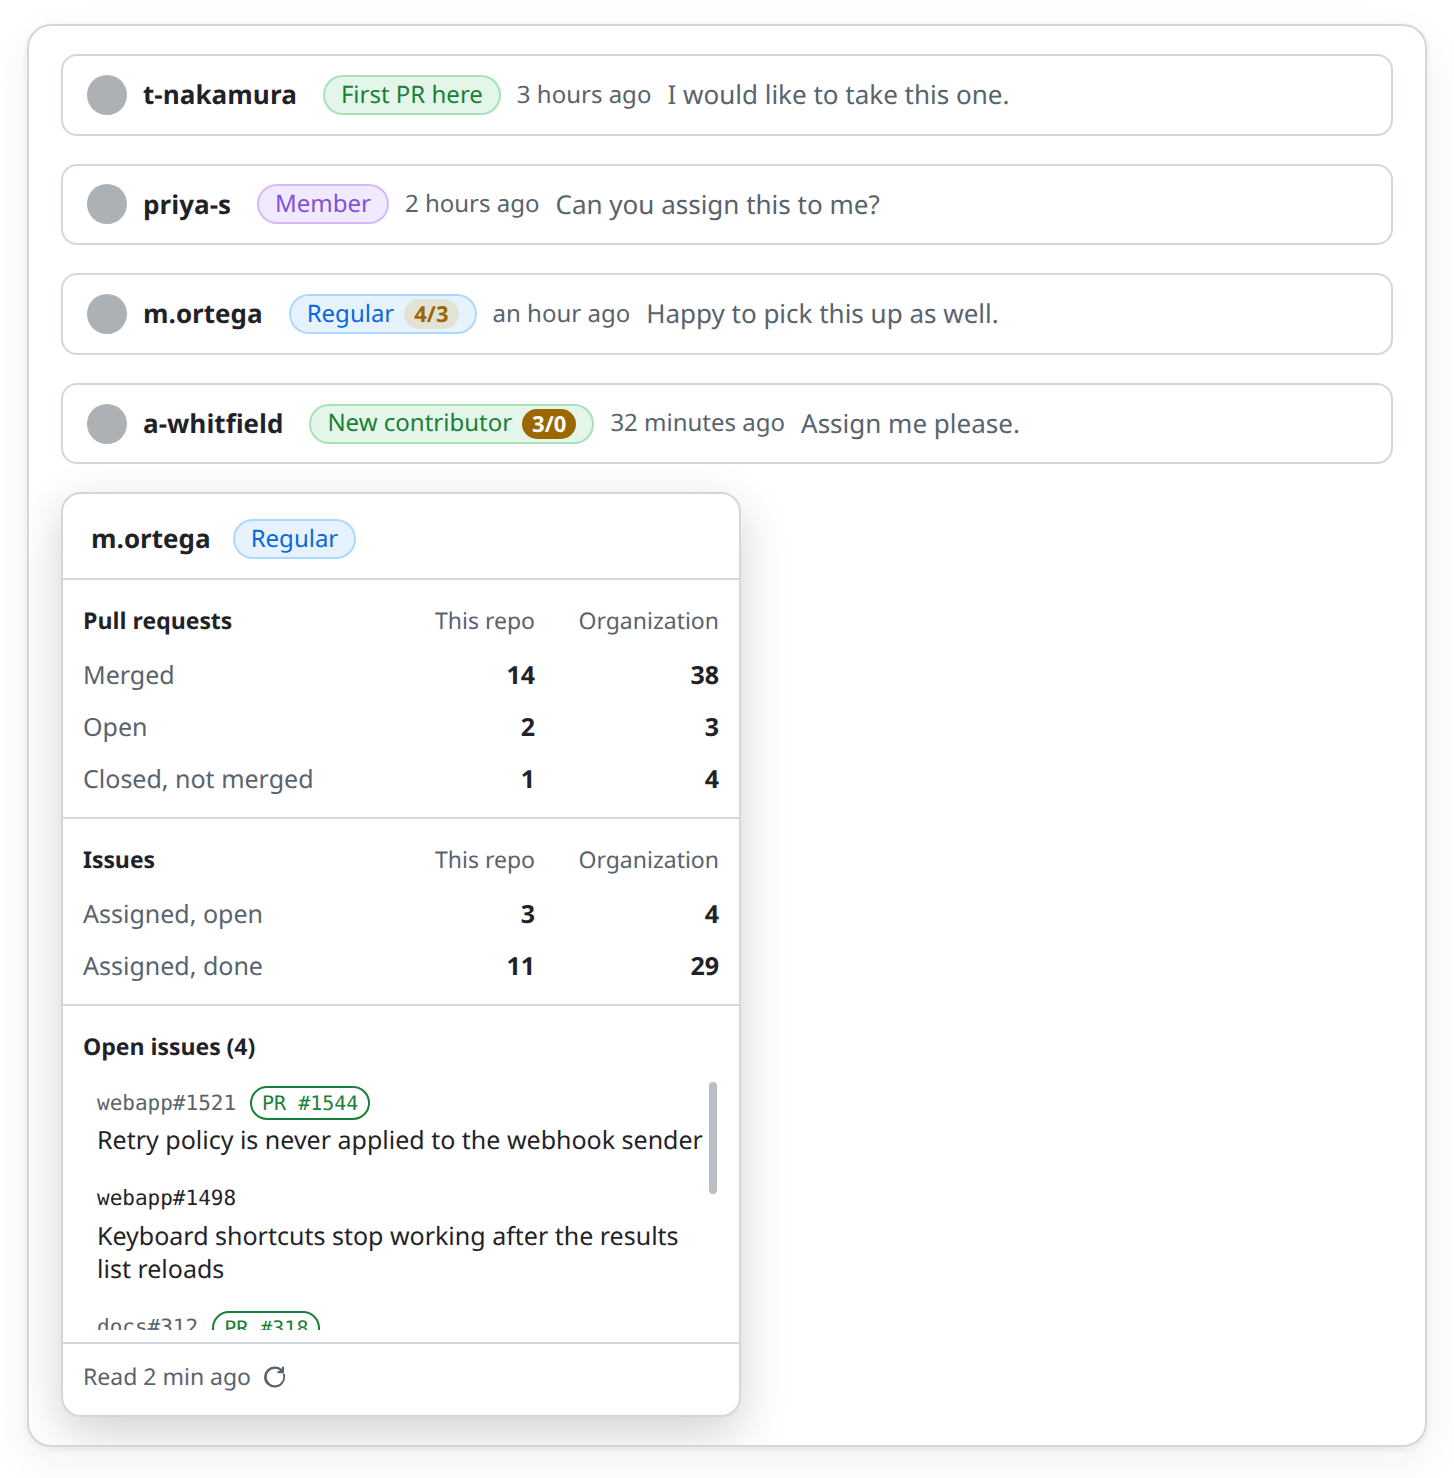 t-nakamura First PR here 3 hours ago I would like to take this one.
priya-s Member 2 hours ago Can you assign this to me?
m.ortega Regular 4/3 an hour ago Happy to pick this up as well.
a-whitfield New contributor 3/0 32 minutes ago Assign me please.
m.ortega Regular
Pull requests This repo Organization
Merged 14 38
Open 2 3
Closed, not merged 1 4
Issues This repo Organization
Assigned, open 3 4
Assigned, done 11 29
Open issues (4)
webapp#1521 PR #1544
Retry policy is never applied to the webhook sender
webapp#1498
Keyboard shortcuts stop working after the results
list reloads
docs#312 PR #318
Read 2 min ago